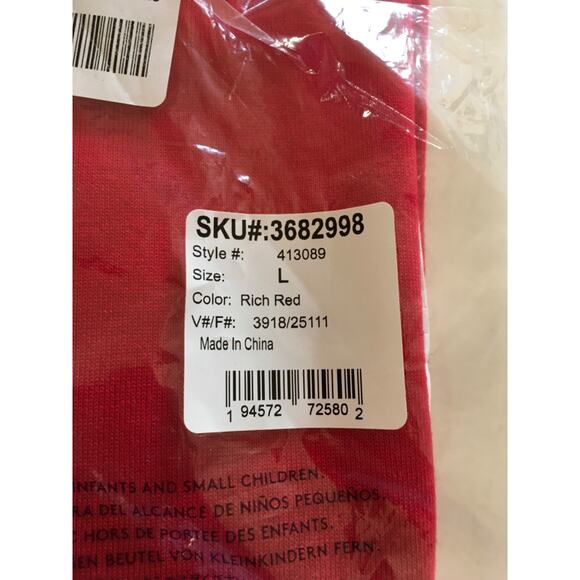 SKU#:3682998
Style #: 413089
Size: L
Color: Rich Red
V#/F#: 3918/25111
Made In China
1 94572 72580 2
INFANTS AND SMALL CHILDREN.
DEL ALCANCE DE NIÑOS PEQUEÑOS.
HORS DE PORTÉE DES ENFANTS.
BEUTEL VON KLEINKINDERN FERN.